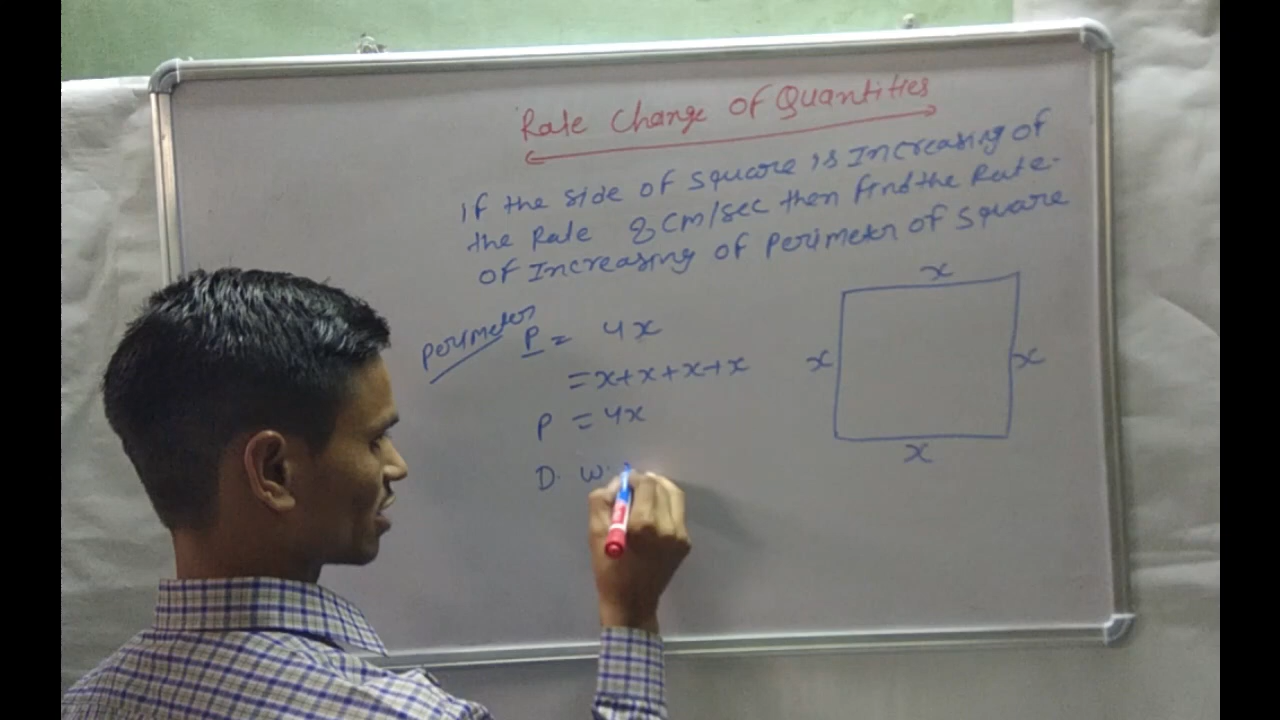 Rate Change of Quantities
If the side of square is Increasing of
the Rate 8 cm/sec then find the Rate
of Increasing of Perimeter of Square
Perimeter P = 4x
= x+x+x+x
P = 4x
D. W.
x
x
x
x